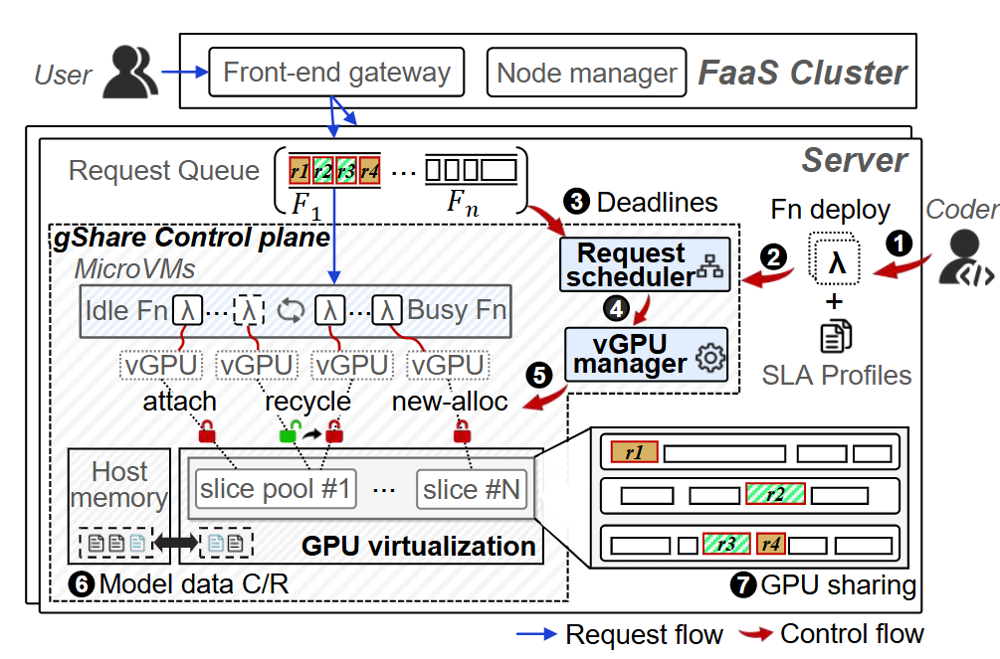 User
Front-end gateway
Node manager
FaaS Cluster
Server
Request Queue
r1 r2 r3 r4 ...
F1
Fn
3 Deadlines
Fn deploy
Coder
gShare Control plane
MicroVMs
Request
scheduler
2
λ
1
+
Idle Fn λ ... λ λ ... λ Busy Fn
4
vGPU
manager
SLA Profiles
vGPU vGPU vGPU vGPU
5
attach recycle new-alloc
Host
memory
slice pool #1 ... slice #N
GPU virtualization
r1
r2
r3 r4
6 Model data C/R
7 GPU sharing
Request flow
Control flow